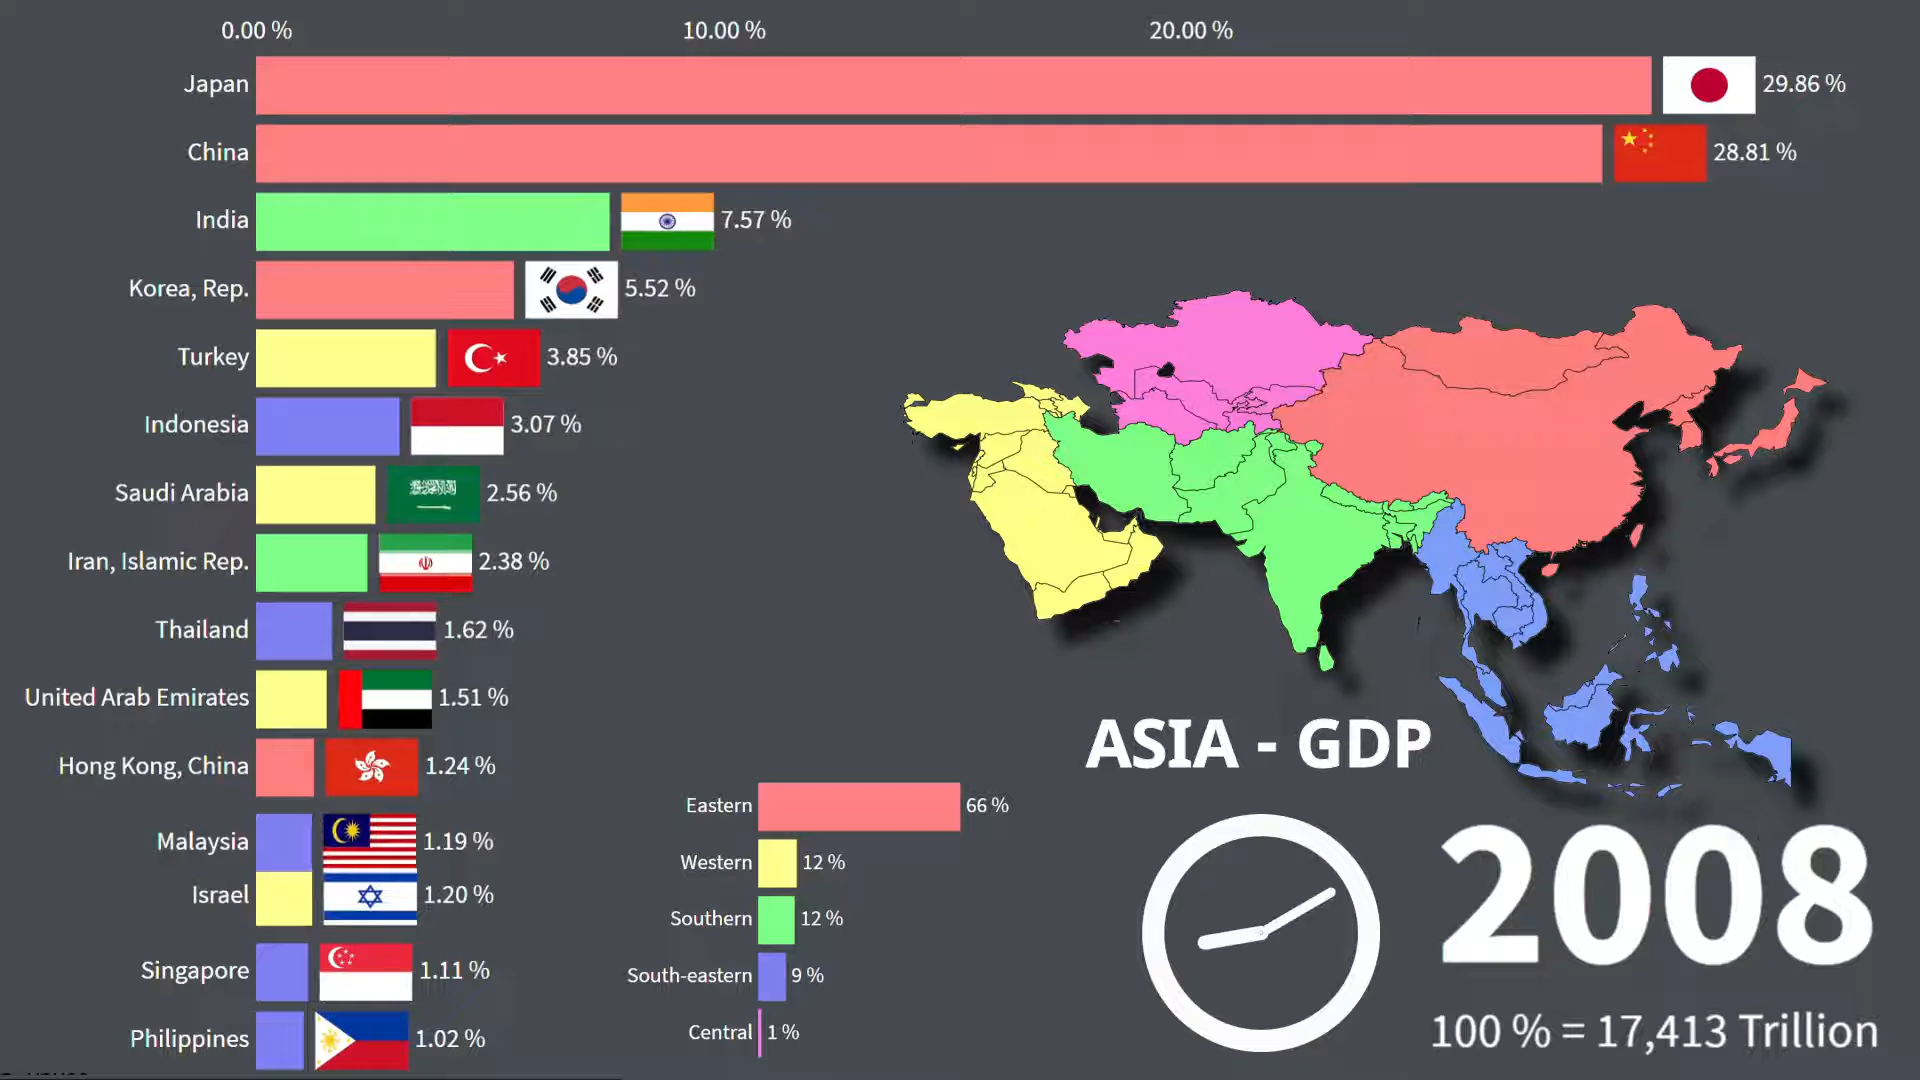 0.00 % 10.00 % 20.00 %
Japan 29.86 %
China 28.81 %
India 7.57 %
Korea, Rep. 5.52 %
Turkey 3.85 %
Indonesia 3.07 %
Saudi Arabia 2.56 %
Iran, Islamic Rep. 2.38 %
Thailand 1.62 %
United Arab Emirates 1.51 %
Hong Kong, China 1.24 %
Malaysia 1.19 %
Israel 1.20 %
Singapore 1.11 %
Philippines 1.02 %
ASIA - GDP
Eastern 66 %
Western 12 %
Southern 12 %
South-eastern 9 %
Central 1 %
2008
100 % = 17,413 Trillion